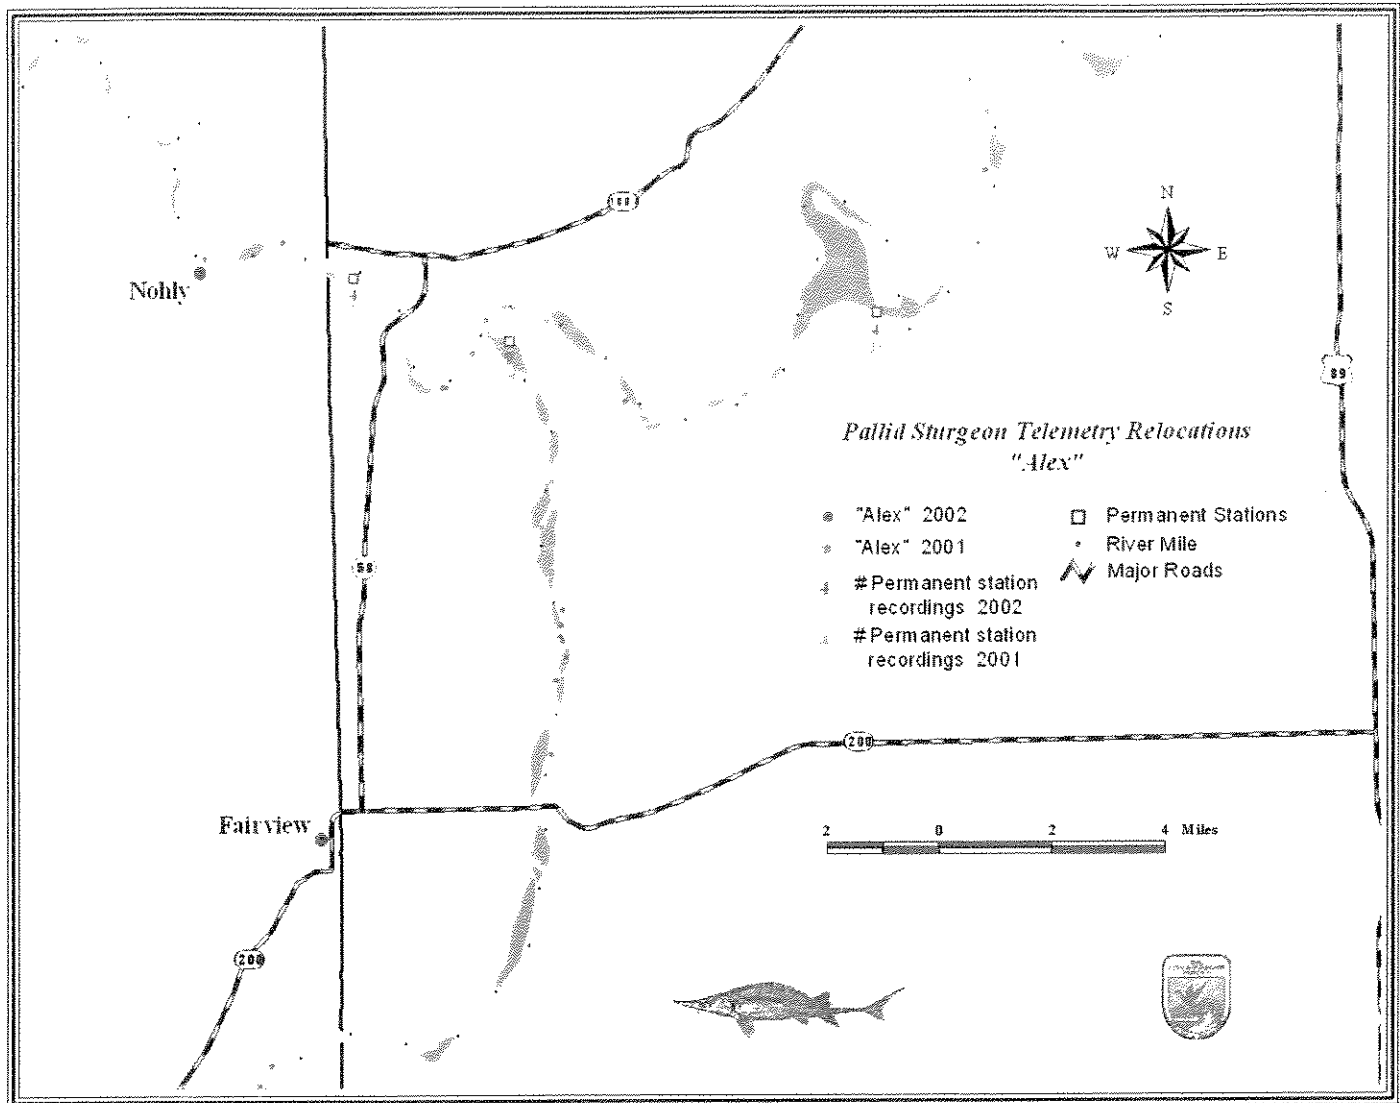 N
W E
S
Nohly
200
58
Fairview
200
Pallid Sturgeon Telemetry Relocations
"Alex"
"Alex" 2002
"Alex" 2001
# Permanent station
recordings 2002
# Permanent station
recordings 2001
Permanent Stations
River Mile
Major Roads
2 0 2 4 Miles